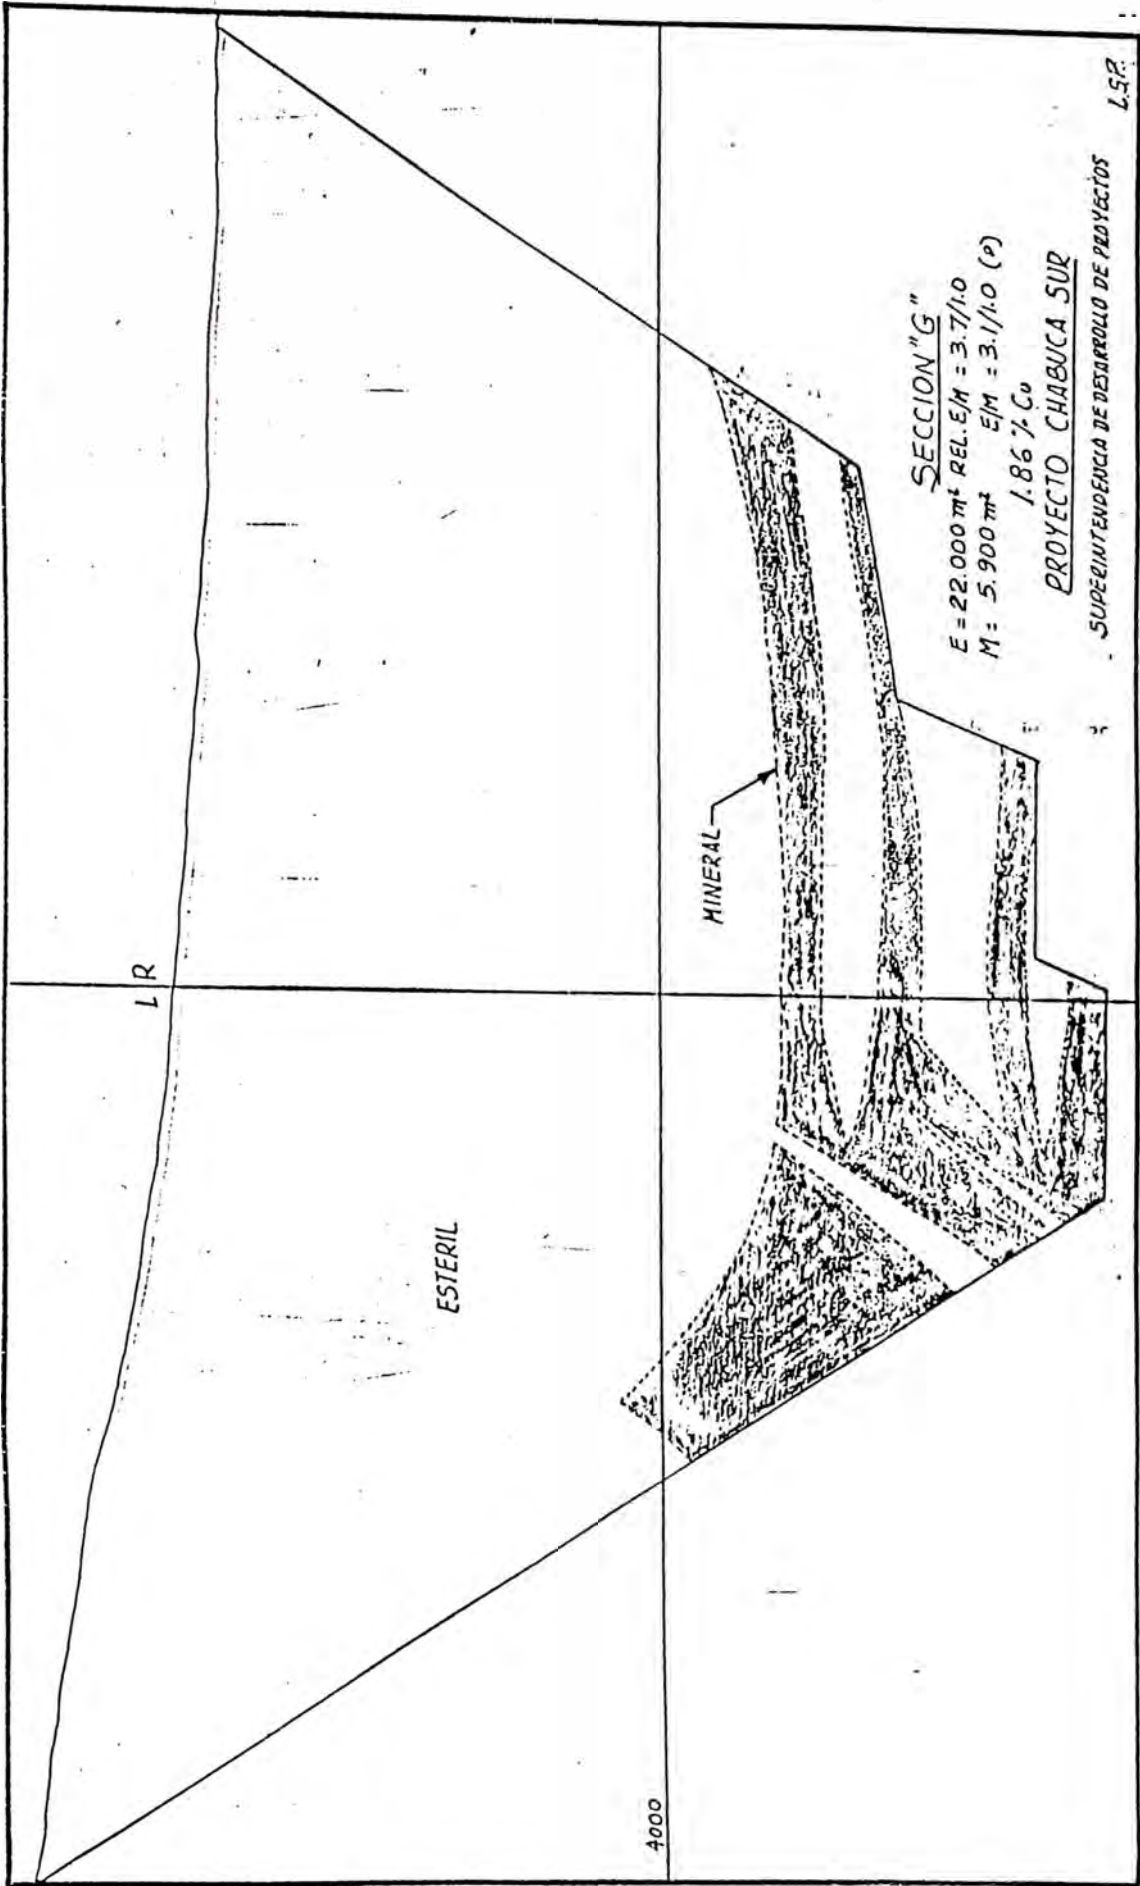 L R
ESTERIL
4000
MINERAL
SECCION "G"
E = 22.000 m² REL. E/M = 3.7/1.0
M = 5.900 m² E/M = 3.1/1.0 (P)
1.86 % Cu
PROYECTO CHABUCA SUR
SUPERINTENDENCIA DE DESARROLLO DE PROYECTOS
L.S.P.